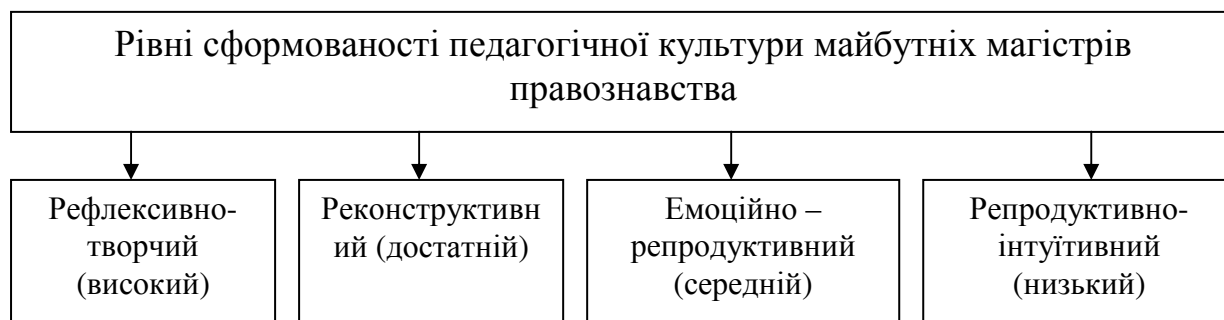 Рівні сформованості педагогічної культури майбутніх магістрів
правознавства
Рефлексивно-
творчий
(високий)
Реконструктивн
ий (достатній)
Емоційно –
репродуктивний
(середній)
Репродуктивно-
інтуїтивний
(низький)